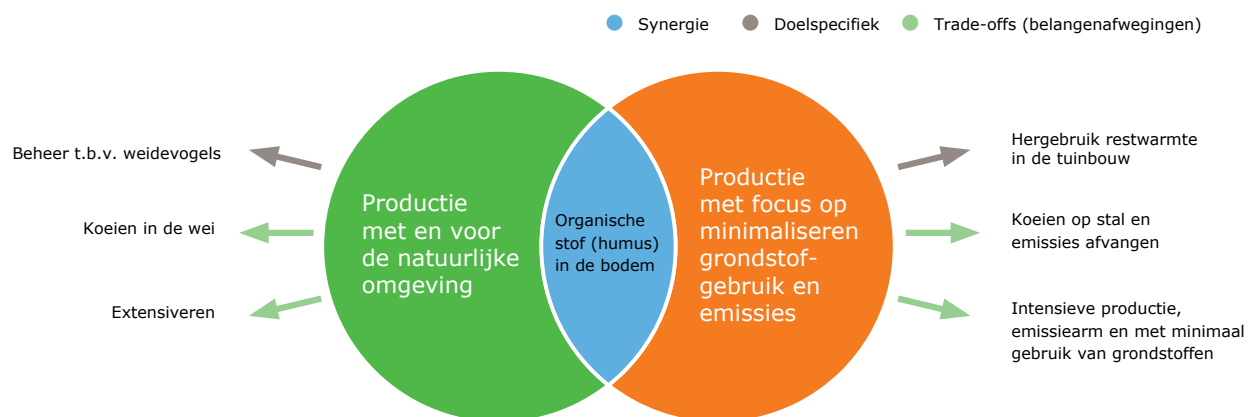 Synergie
Doelspecifiek
Trade-offs (belangenafwegingen)
Beheer t.b.v. weidevogels
Koeien in de wei
Extensiveren
Productie
met en voor
de natuurlijke
omgeving
Organische
stof (humus)
in de bodem
Productie
met focus op
minimaliseren
grondstof-
gebruik en
emissies
Hergebruik restwarmte
in de tuinbouw
Koeien op stal en
emissies afvangen
Intensieve productie,
emissiearm en met minimaal
gebruik van grondstoffen